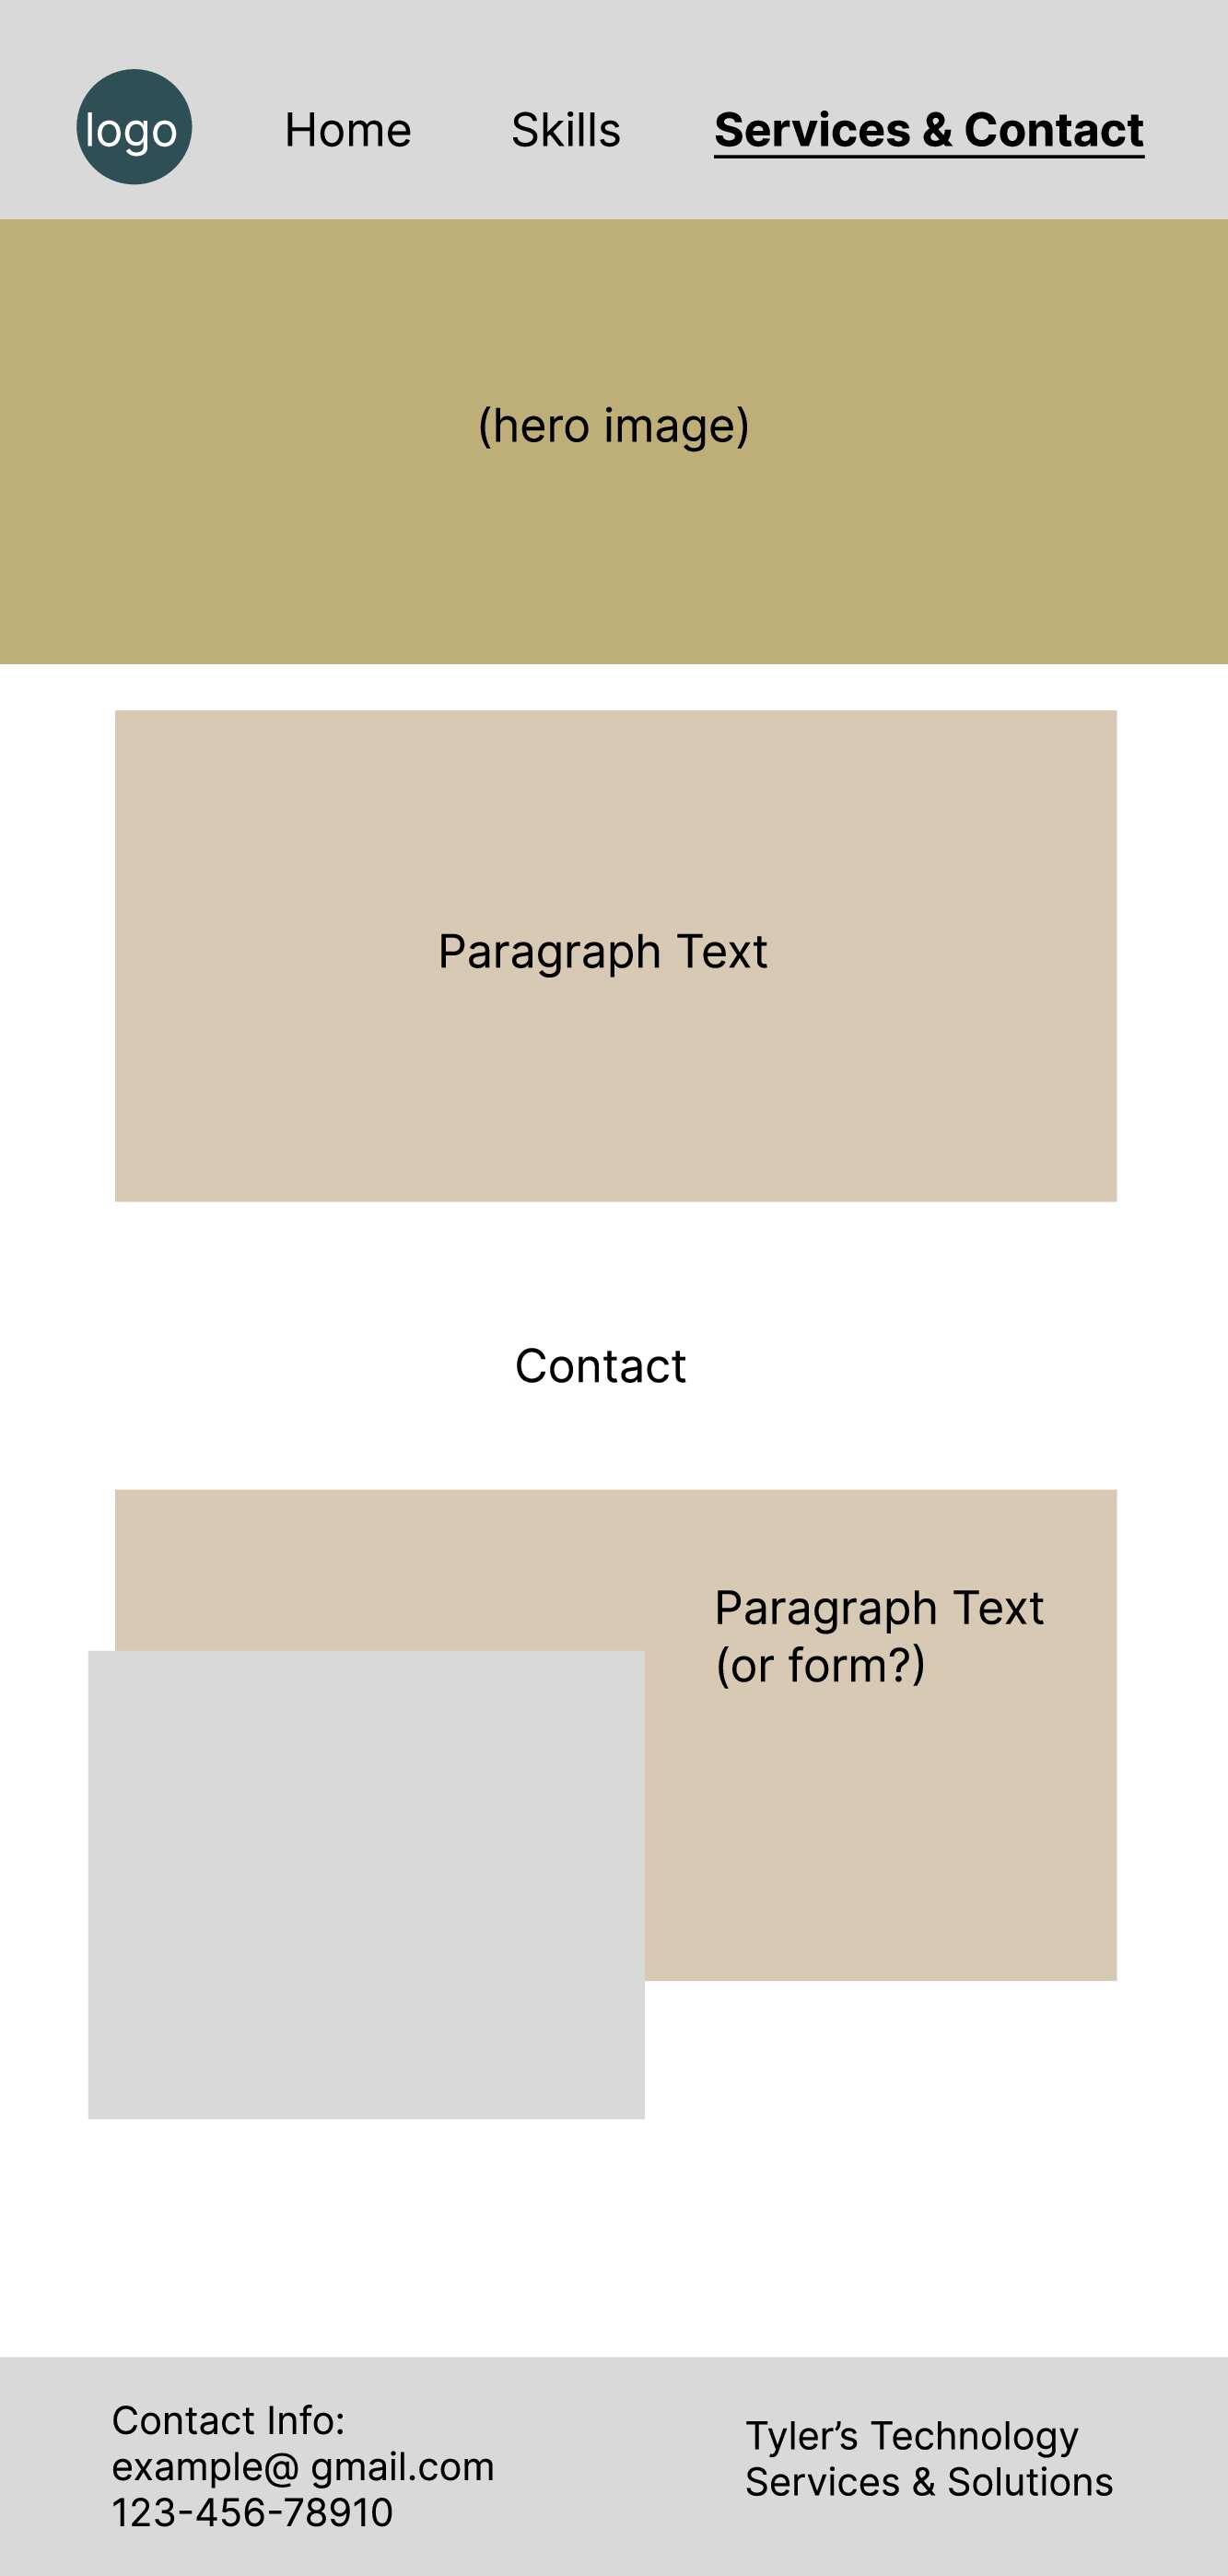 logo
Home
Skills
Services & Contact
(hero image)
Paragraph Text
Contact
Paragraph Text
(or form?)
Contact Info:
example@ gmail.com
123-456-78910
Tyler’s Technology
Services & Solutions